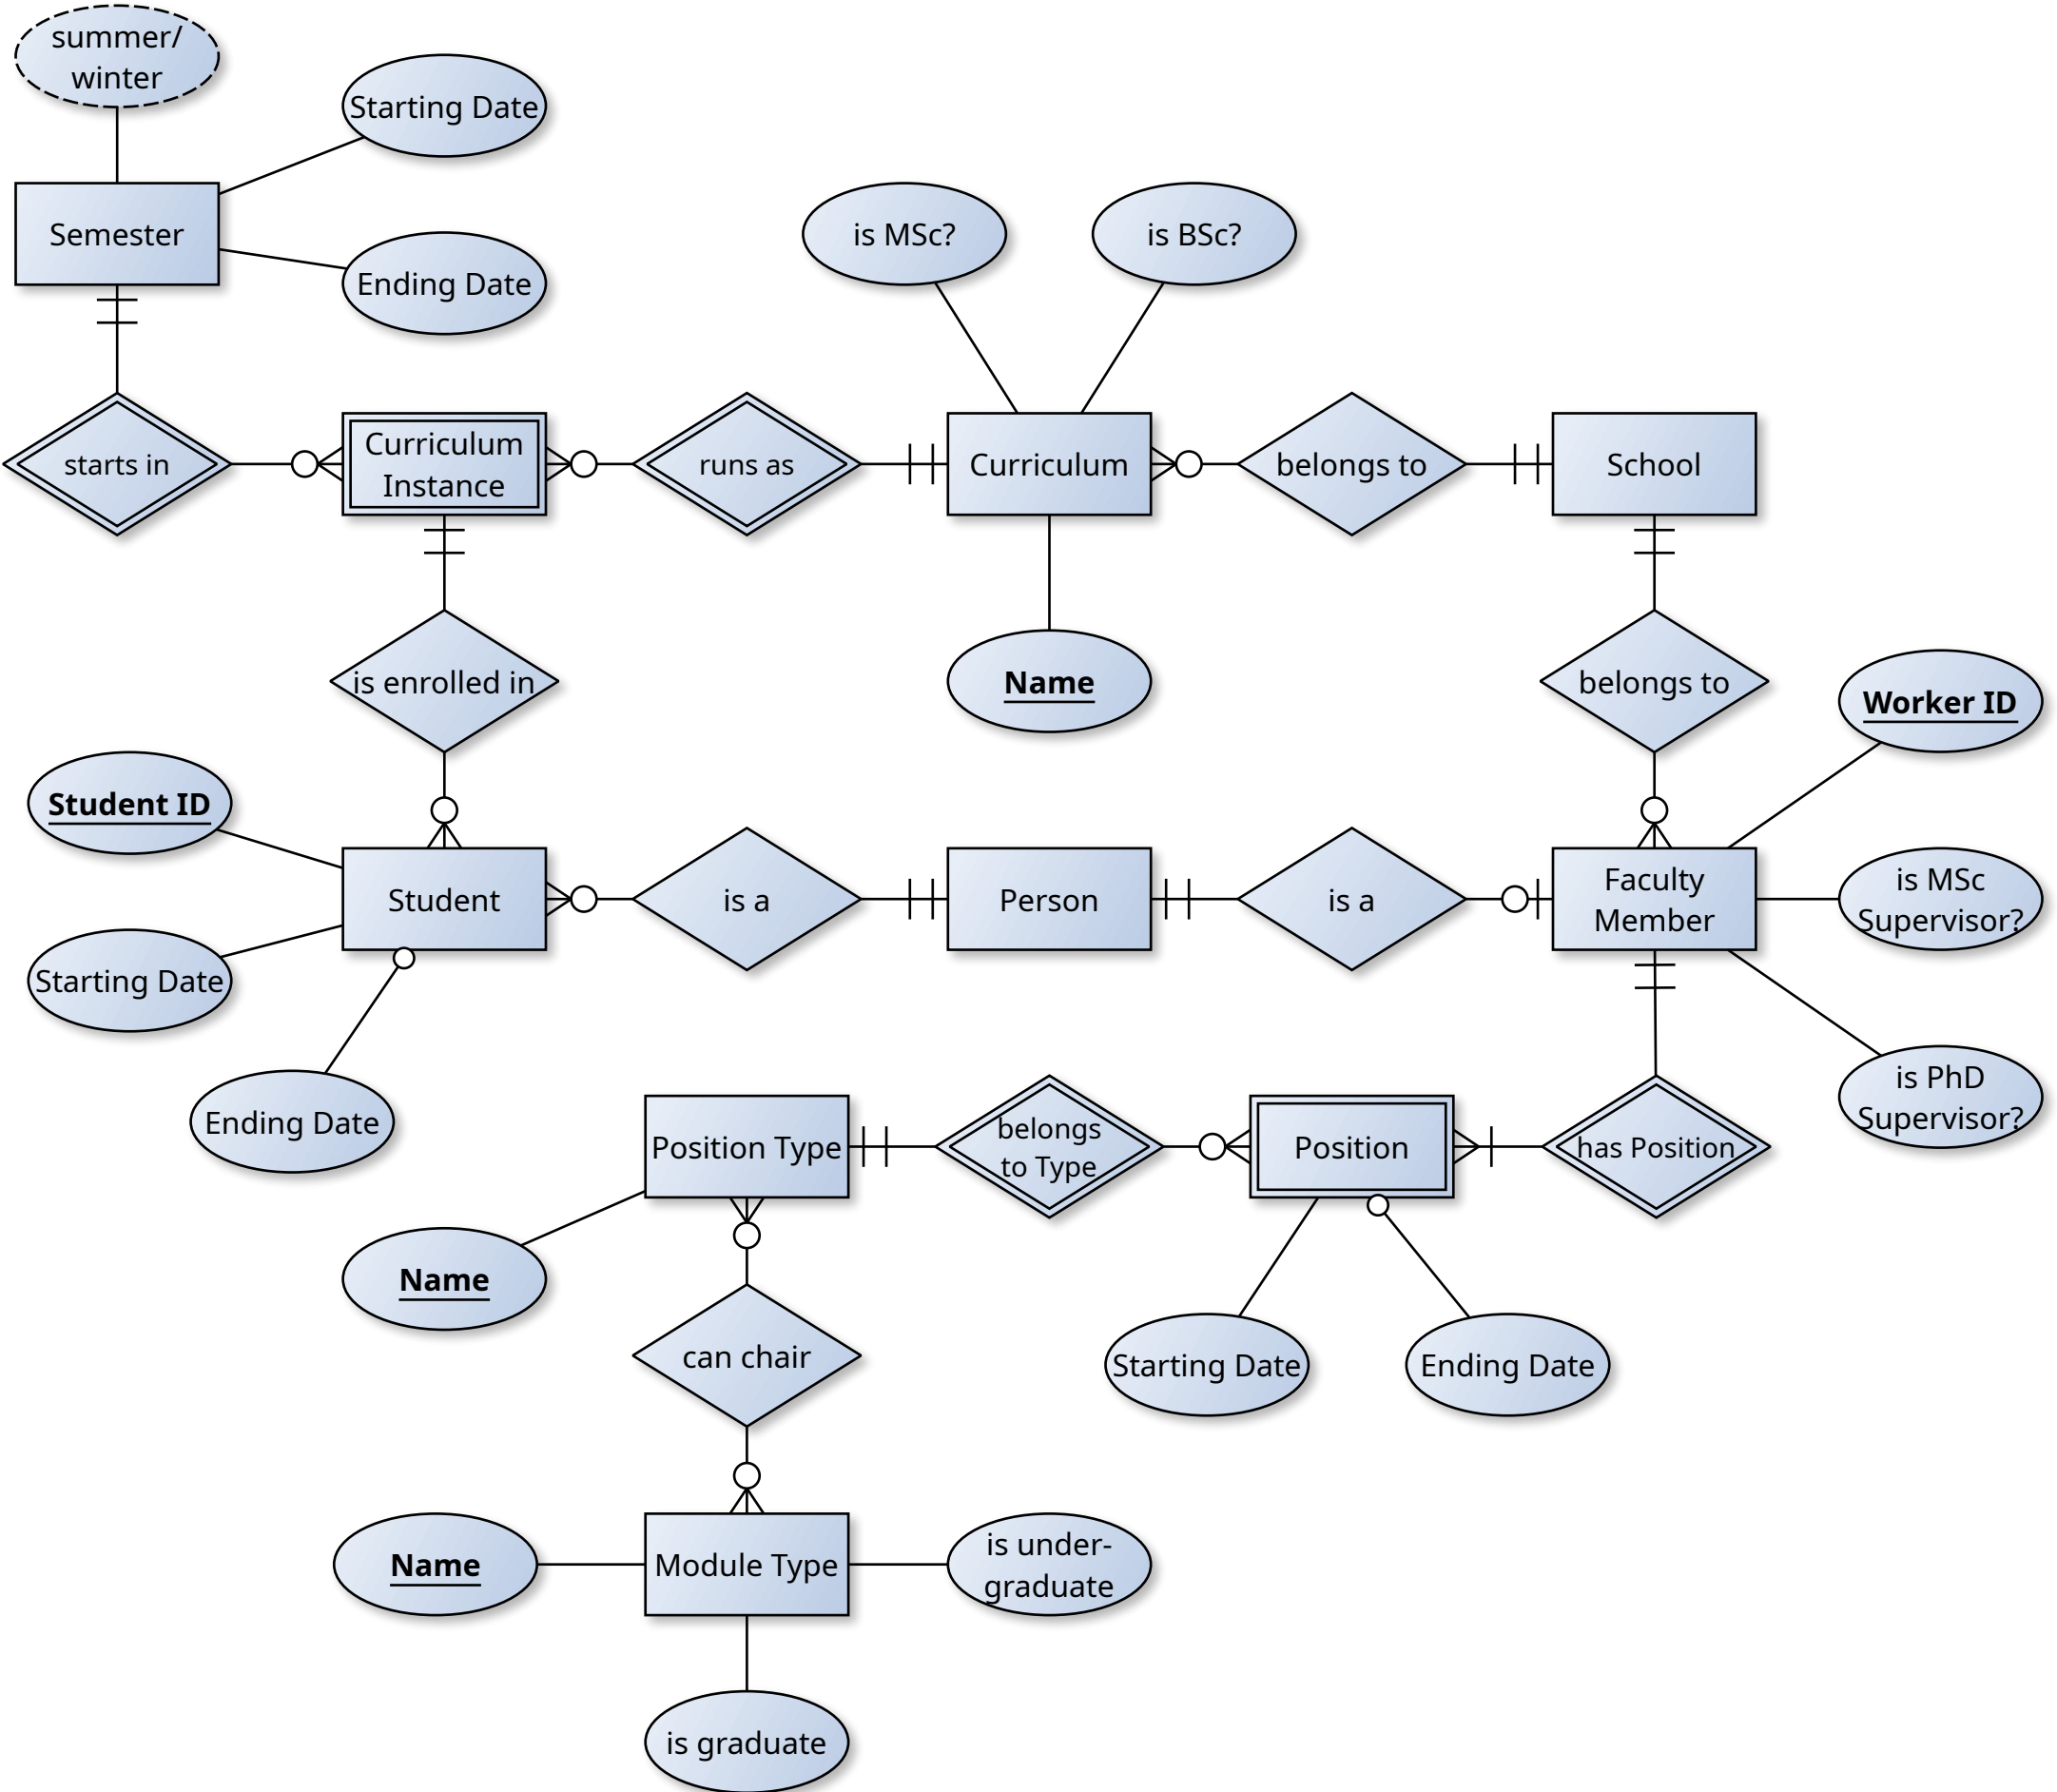 summer/
winter
Starting Date
Semester
Ending Date
is MSc?
is BSc?
starts in
Curriculum
Instance
runs as
Curriculum
belongs to
School
is enrolled in
Name
belongs to
Worker ID
Student ID
Student
is a
Person
is a
Faculty
Member
is MSc
Supervisor?
Starting Date
Ending Date
Position Type
belongs
to Type
Position
has Position
is PhD
Supervisor?
Name
can chair
Starting Date
Ending Date
Name
Module Type
is under-
graduate
is graduate